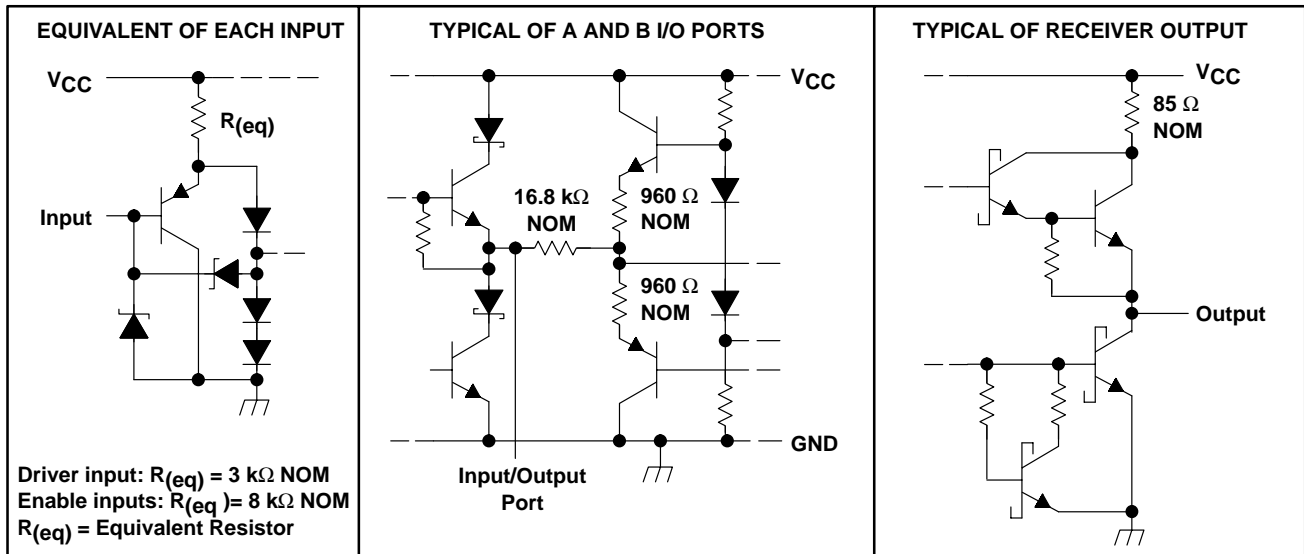 EQUIVALENT OF EACH INPUT
VCC
R(eq)
Input
Driver input: R(eq) = 3 kΩ NOM
Enable inputs: R(eq )= 8 kΩ NOM
R(eq) = Equivalent Resistor
TYPICAL OF A AND B I/O PORTS
VCC
16.8 kΩ
NOM
960 Ω
NOM
960 Ω
NOM
GND
Input/Output
Port
TYPICAL OF RECEIVER OUTPUT
VCC
85 Ω
NOM
Output